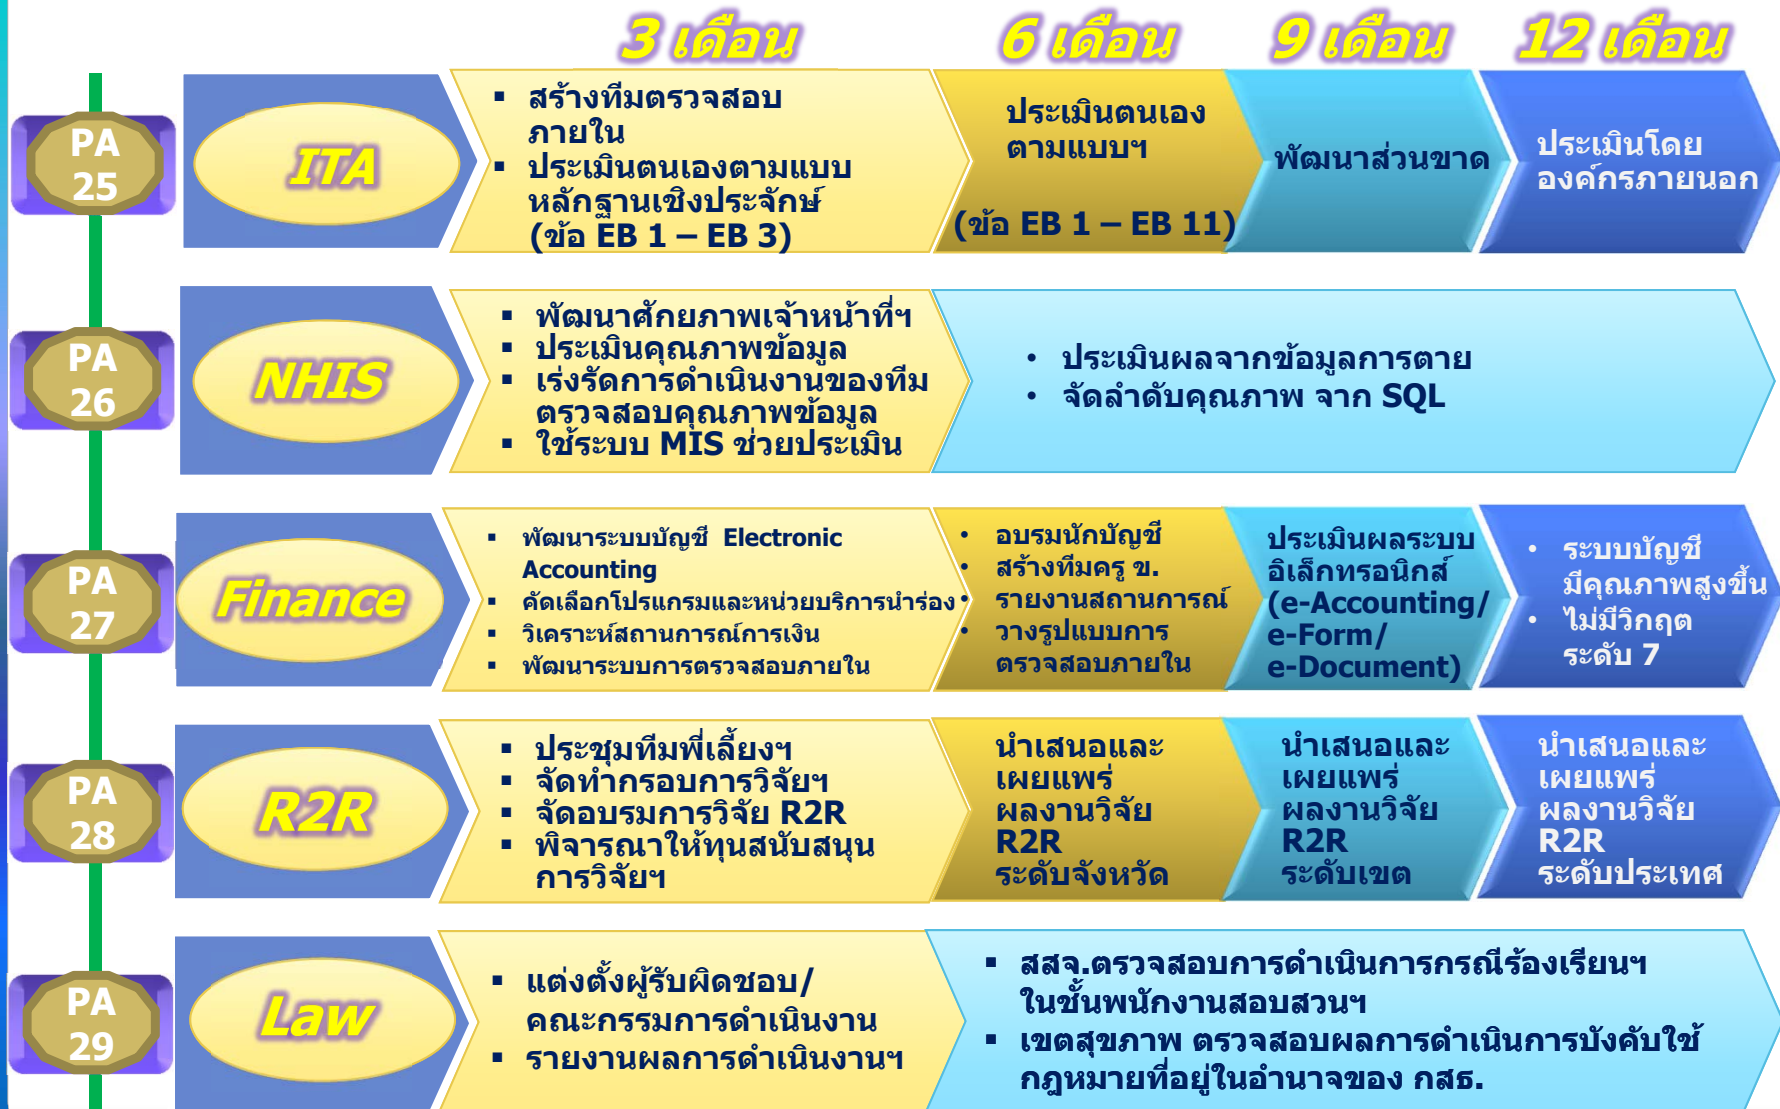 3 เดือน 6 เดือน 9 เดือน 12 เดือน
PA
25
ITA
▪ สร้างทีมตรวจสอบ
ภายใน
▪ ประเมินตนเองตามแบบ
หลักฐานเชิงประจักษ์
(ข้อ EB 1 – EB 3)
ประเมินตนเอง
ตามแบบฯ
(ข้อ EB 1 – EB 11)
พัฒนาส่วนขาด
ประเมินโดย
องค์กรภายนอก
PA
26
NHIS
▪ พัฒนาศักยภาพเจ้าหน้าที่ฯ
▪ ประเมินคุณภาพข้อมูล
▪ เร่งรัดการดำเนินงานของทีม
ตรวจสอบคุณภาพข้อมูล
▪ ใช้ระบบ MIS ช่วยประเมิน
• ประเมินผลจากข้อมูลการตาย
• จัดลำดับคุณภาพ จาก SQL
PA
27
Finance
▪ พัฒนาระบบบัญชี Electronic
Accounting
▪ คัดเลือกโปรแกรมและหน่วยบริการนำร่อง
▪ วิเคราะห์สถานการณ์การเงิน
▪ พัฒนาระบบการตรวจสอบภายใน
• อบรมนักบัญชี
• สร้างทีมครู ข.
• รายงานสถานการณ์
• วางรูปแบบการ
ตรวจสอบภายใน
ประเมินผลระบบ
อิเล็กทรอนิกส์
(e-Accounting/
e-Form/
e-Document)
• ระบบบัญชี
มีคุณภาพสูงขึ้น
• ไม่มีวิกฤต
ระดับ 7
PA
28
R2R
▪ ประชุมทีมพี่เลี้ยงฯ
▪ จัดทำกรอบการวิจัยฯ
▪ จัดอบรมการวิจัย R2R
▪ พิจารณาให้ทุนสนับสนุน
การวิจัยฯ
นำเสนอและ
เผยแพร่
ผลงานวิจัย
R2R
ระดับจังหวัด
นำเสนอและ
เผยแพร่
ผลงานวิจัย
R2R
ระดับเขต
นำเสนอและ
เผยแพร่
ผลงานวิจัย
R2R
ระดับประเทศ
PA
29
Law
▪ แต่งตั้งผู้รับผิดชอบ/
คณะกรรมการดำเนินงาน
▪ รายงานผลการดำเนินงานฯ
▪ สสจ.ตรวจสอบการดำเนินการกรณีร้องเรียนฯ
ในชั้นพนักงานสอบสวนฯ
▪ เขตสุขภาพ ตรวจสอบผลการดำเนินการบังคับใช้
กฎหมายที่อยู่ในอำนาจของ กสธ.